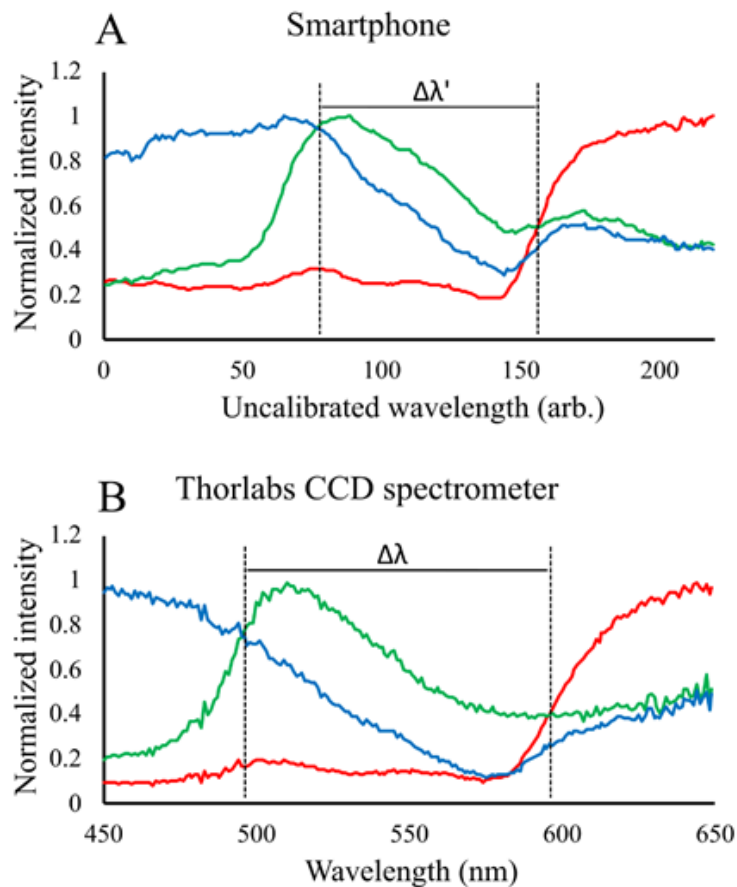 A
Smartphone
Normalized intensity
1.2
1
0.8
0.6
0.4
0.2
0
Δλ'
0 50 100 150 200
Uncalibrated wavelength (arb.)
B
Thorlabs CCD spectrometer
Normalized intensity
1.2
1
0.8
0.6
0.4
0.2
0
Δλ
450 500 550 600 650
Wavelength (nm)